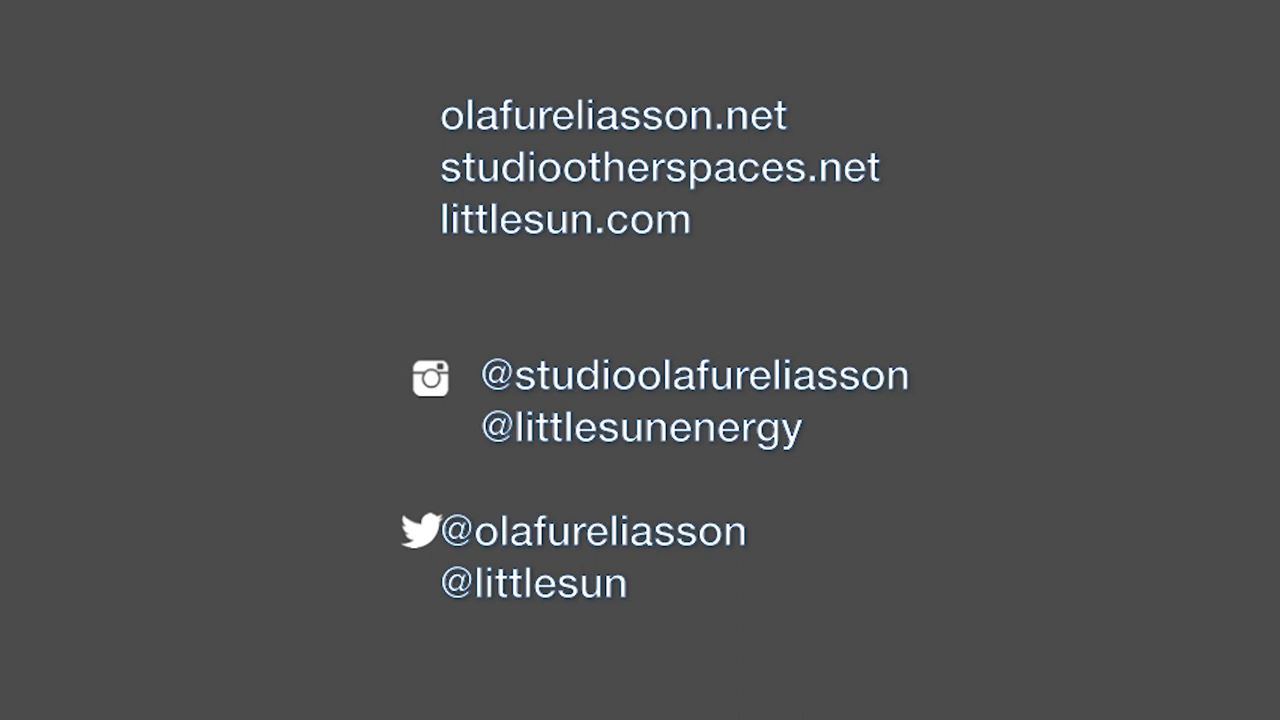 olafureliasson.net
studiootherspaces.net
littlesun.com
@studioolafureliasson
@littlesunenergy
@olafureliasson
@littlesun